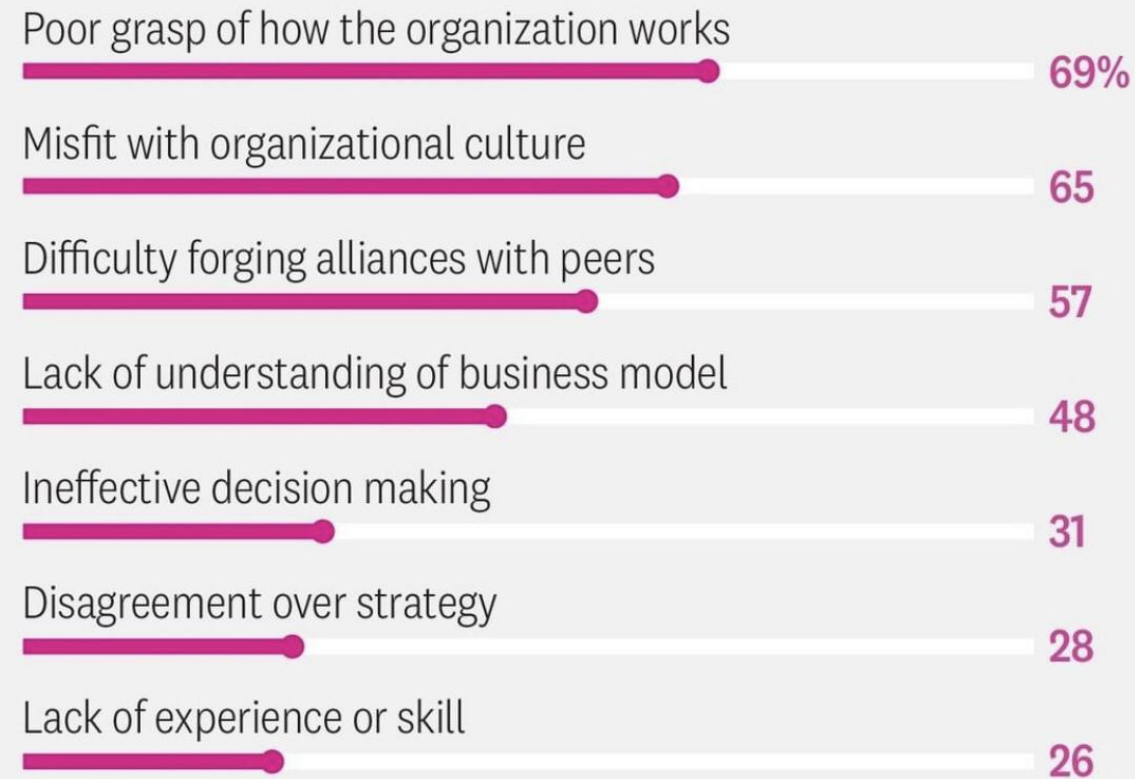 Poor grasp of how the organization works
69%
Misfit with organizational culture
65
Difficulty forging alliances with peers
57
Lack of understanding of business model
48
Ineffective decision making
31
Disagreement over strategy
28
Lack of experience or skill
26